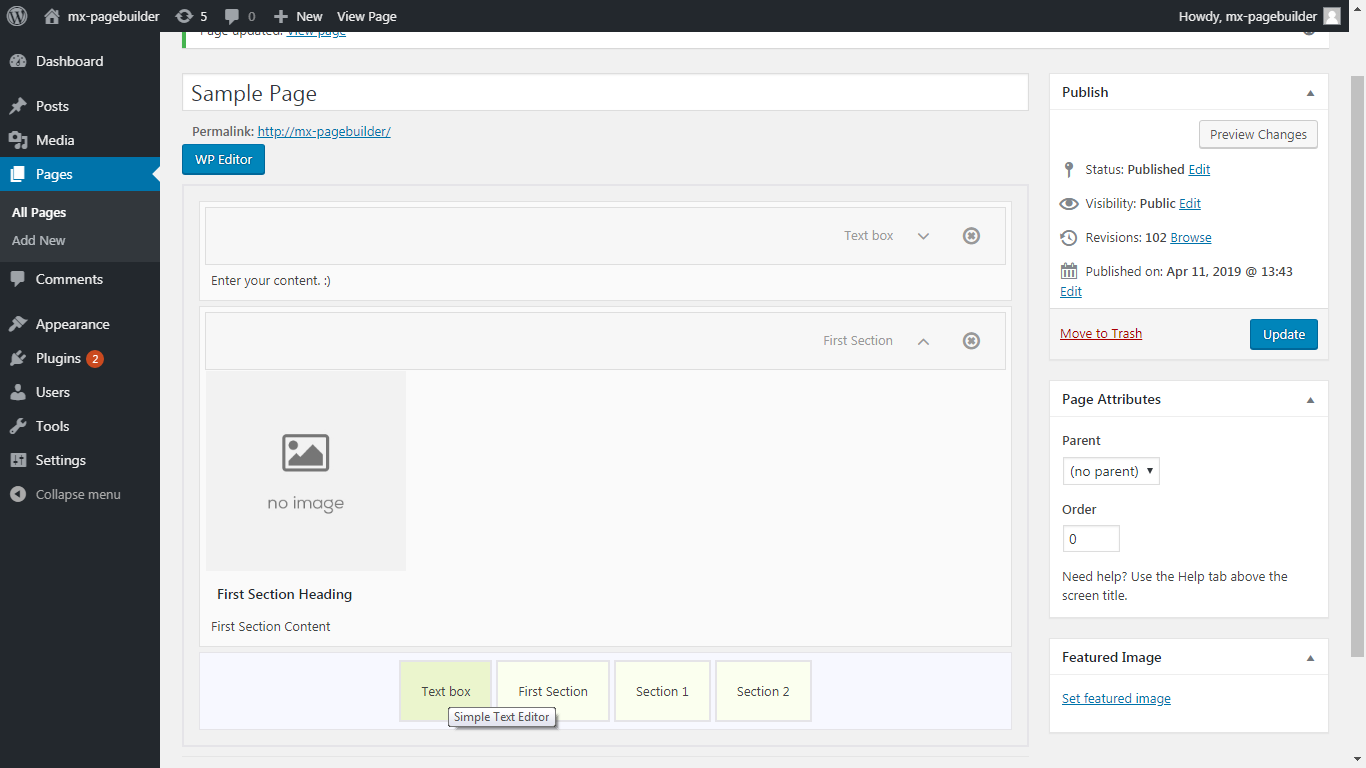 mx-pagebuilder 5 0 New View Page Howdy, mx-pagebuilder
Page updated. View page
Dashboard
Posts
Media
Pages
All Pages
Add New
Comments
Appearance
Plugins 2
Users
Tools
Settings
Collapse menu
Sample Page
Permalink: http://mx-pagebuilder/
WP Editor
Text box
Enter your content. :)
First Section
no image
First Section Heading
First Section Content
Text box First Section Section 1 Section 2
Simple Text Editor
Publish
Preview Changes
Status: Published Edit
Visibility: Public Edit
Revisions: 102 Browse
Published on: Apr 11, 2019 @ 13:43
Edit
Move to Trash Update
Page Attributes
Parent
(no parent)
Order
0
Need help? Use the Help tab above the
screen title.
Featured Image
Set featured image